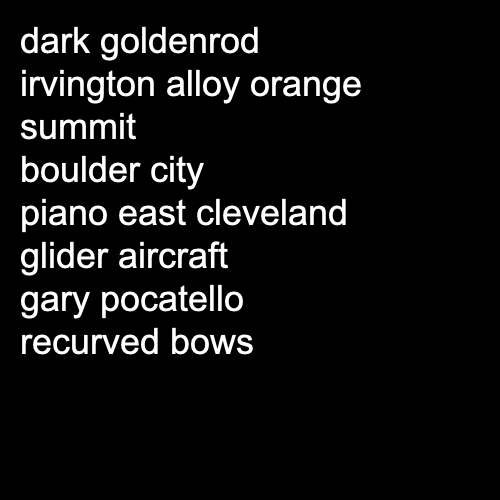 dark goldenrod
irvington alloy orange
summit
boulder city
piano east cleveland
glider aircraft
gary pocatello
recurved bows